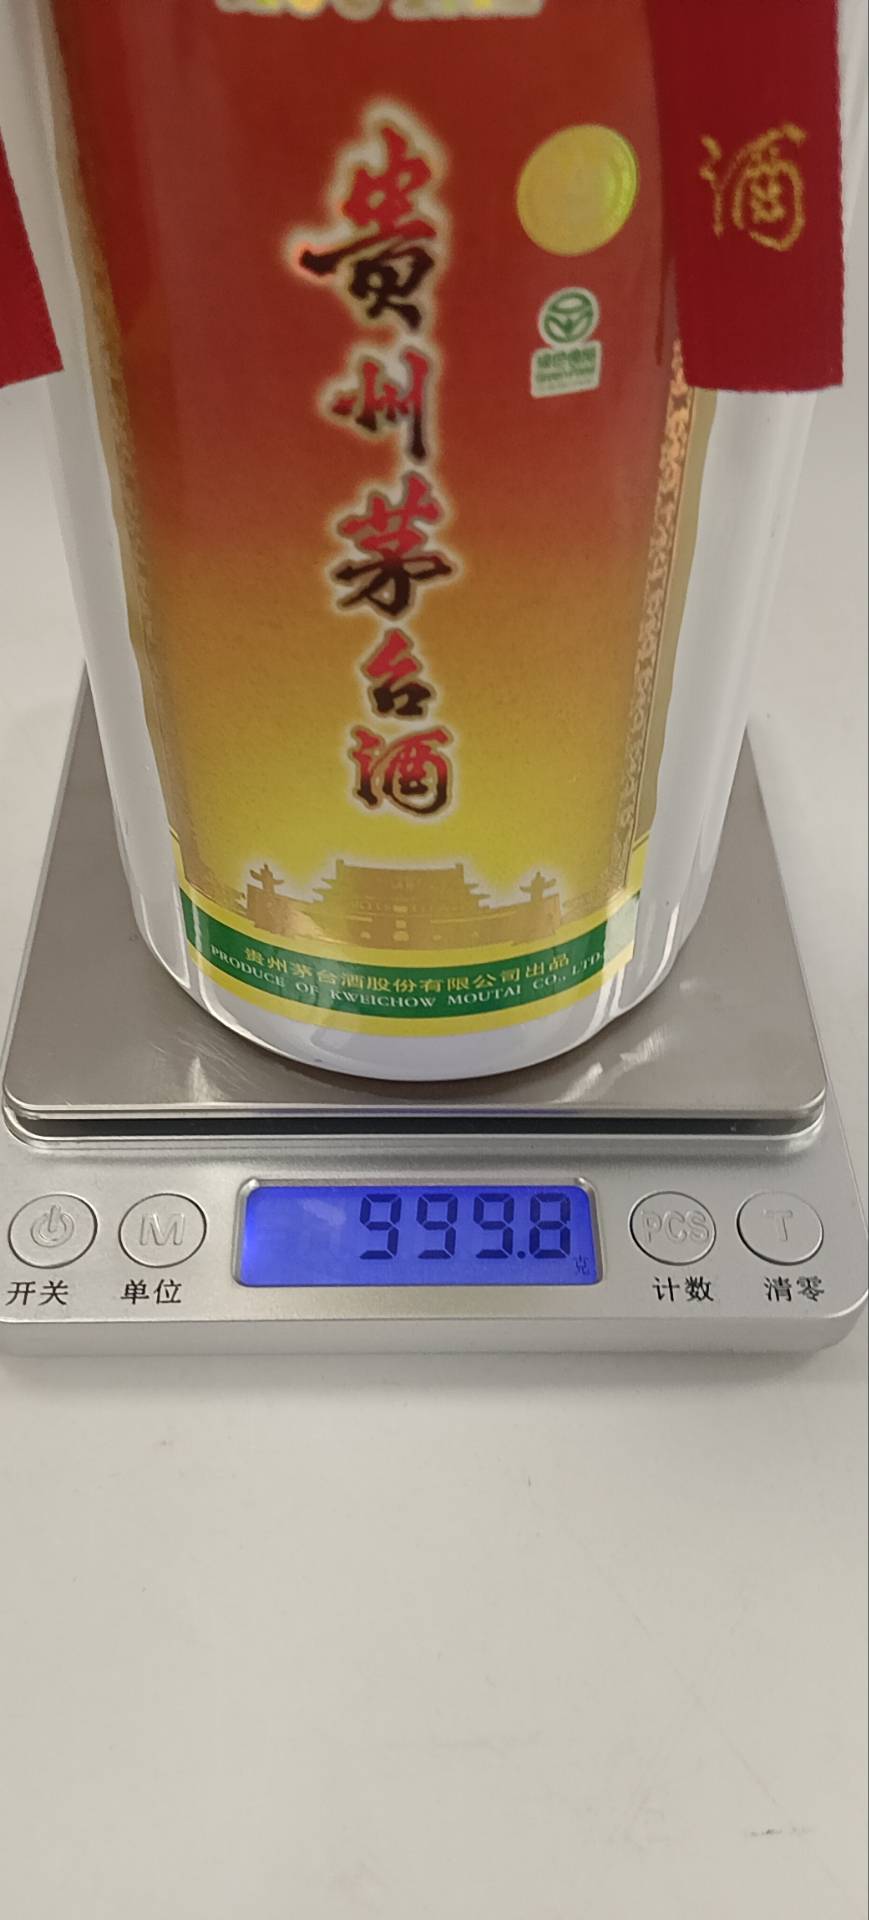 酒
贵州茅台酒
贵州茅台酒股份有限公司出品
PRODUCE OF KWEICHOW MOUTAI CO., LTD.
999.8
克
M
PCS
T
开关
单位
计数
清零